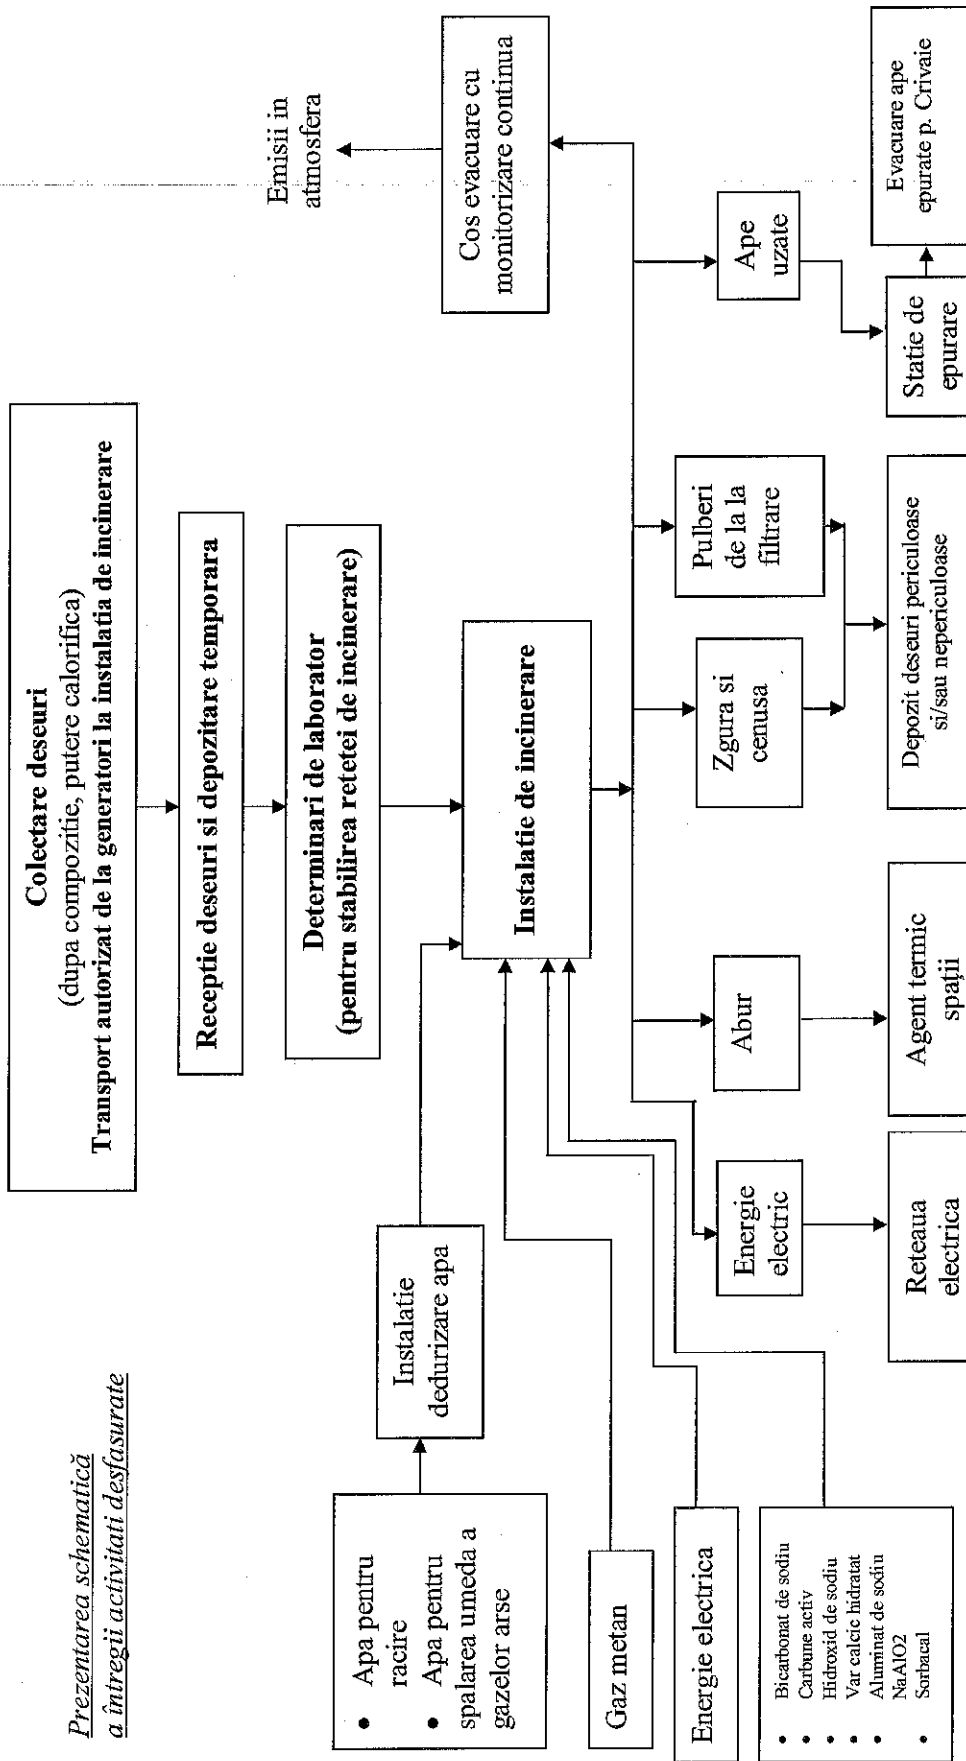 Prezentarea schematică
a întregii activitati desfasurate
Colectare deseuri
(dupa compozitie, putere calorifica)
Transport autorizat de la generatori la instalatia de incinerare
Receptie deseuri si depozitare temporara
Determinari de laborator
(pentru stabilirea retetei de incinerare)
• Apa pentru
racire
• Apa pentru
spalarea umeda a
gazelor arse
Instalatie
dedurizare apa
Instalatie de incinerare
Emisii in
atmosfera
Cos evacuare cu
monitorizare continua
Gaz metan
Energie electrica
• Bicarbonat de sodiu
• Carbune activ
• Hidroxid de sodiu
• Var calcic hidratat
• Aluminat de sodiu
NaAlO2
• Sorbacal
Energie
electric
Abur
Zgura si
cenusa
Pulberi
de la la
filtrare
Ape
uzate
Reteaua
electrica
Agent termic
spaţii
Depozit deseuri periculoase
si/sau nepericuloase
Statie de
epurare
Evacuare ape
epurate p. Crivaie